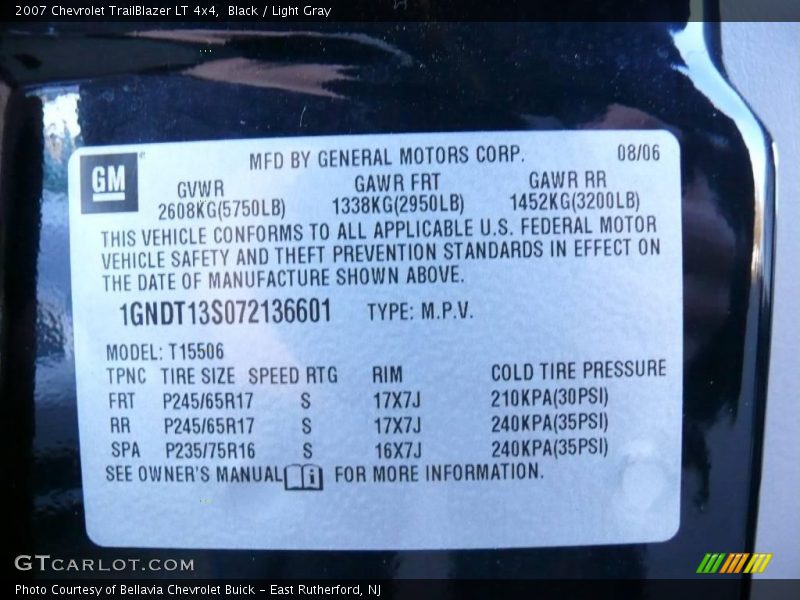 2007 Chevrolet TrailBlazer LT 4x4,  Black / Light Gray
MFD BY GENERAL MOTORS CORP. 08/06
GM
GVWR GAWR FRT GAWR RR
2608KG(5750LB) 1338KG(2950LB) 1452KG(3200LB)
THIS VEHICLE CONFORMS TO ALL APPLICABLE U.S. FEDERAL MOTOR
VEHICLE SAFETY AND THEFT PREVENTION STANDARDS IN EFFECT ON
THE DATE OF MANUFACTURE SHOWN ABOVE.
1GNDT13S072136601 TYPE: M.P.V.
MODEL: T15506
TPNC TIRE SIZE SPEED RTG RIM COLD TIRE PRESSURE
FRT P245/65R17 S 17X7J 210KPA(30PSI)
RR P245/65R17 S 17X7J 240KPA(35PSI)
SPA P235/75R16 S 16X7J 240KPA(35PSI)
SEE OWNER'S MANUAL i FOR MORE INFORMATION.
GTCARLOT.COM
Photo Courtesy of Bellavia Chevrolet Buick – East Rutherford, NJ